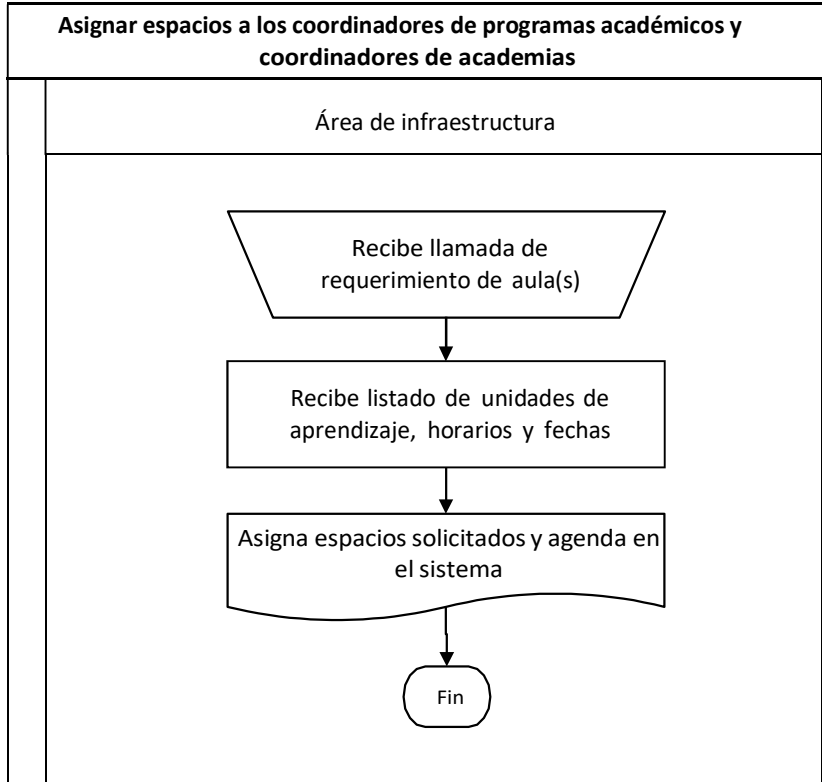 Asignar espacios a los coordinadores de programas académicos y
coordinadores de academias
Área de infraestructura
Recibe llamada de
requerimiento de aula(s)
Recibe listado de unidades de
aprendizaje, horarios y fechas
Asigna espacios solicitados y agenda en
el sistema
Fin